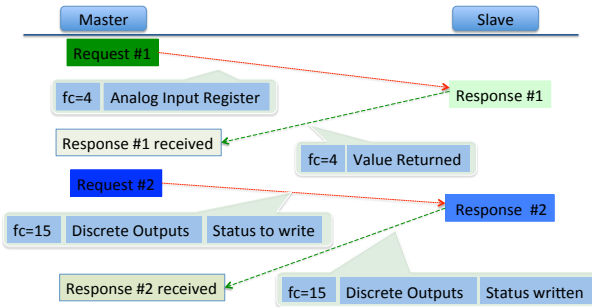 Master Slave
Request #1
fc=4 Analog Input Register
Response #1
Response #1 received
fc=4 Value Returned
Request #2
Response #2
fc=15 Discrete Outputs Status to write
Response #2 received
fc=15 Discrete Outputs Status written